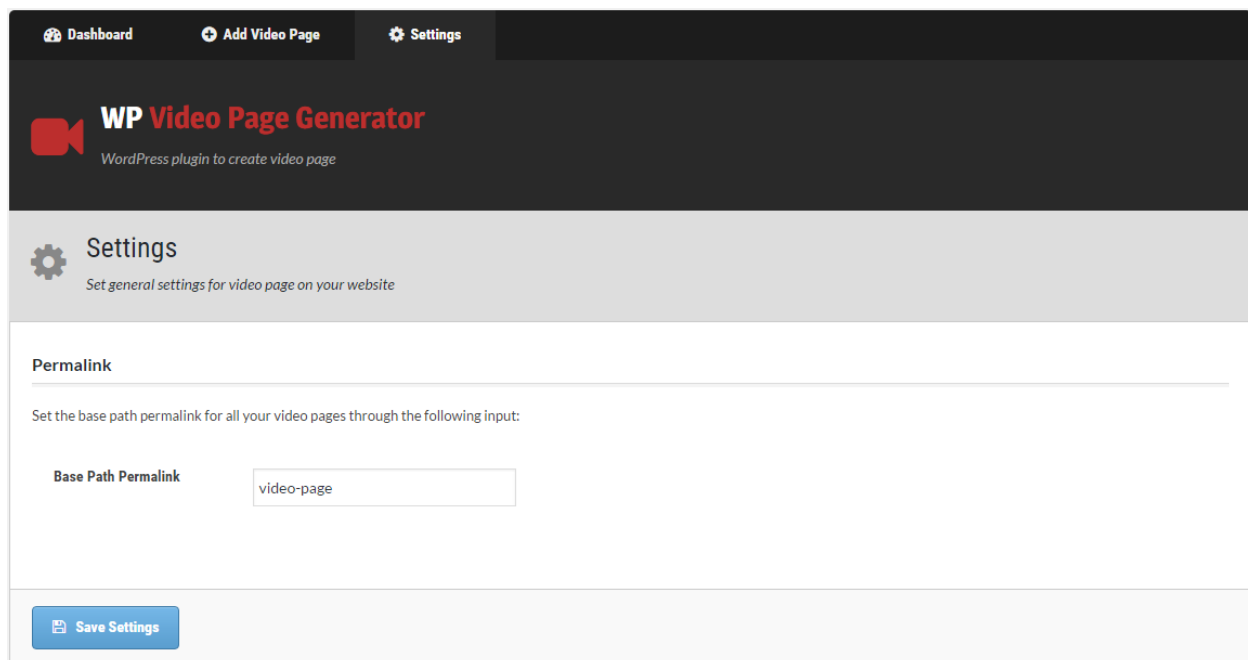 Dashboard Add Video Page Settings
WP Video Page Generator
WordPress plugin to create video page
Settings
Set general settings for video page on your website
Permalink
Set the base path permalink for all your video pages through the following input:
Base Path Permalink video-page
Save Settings